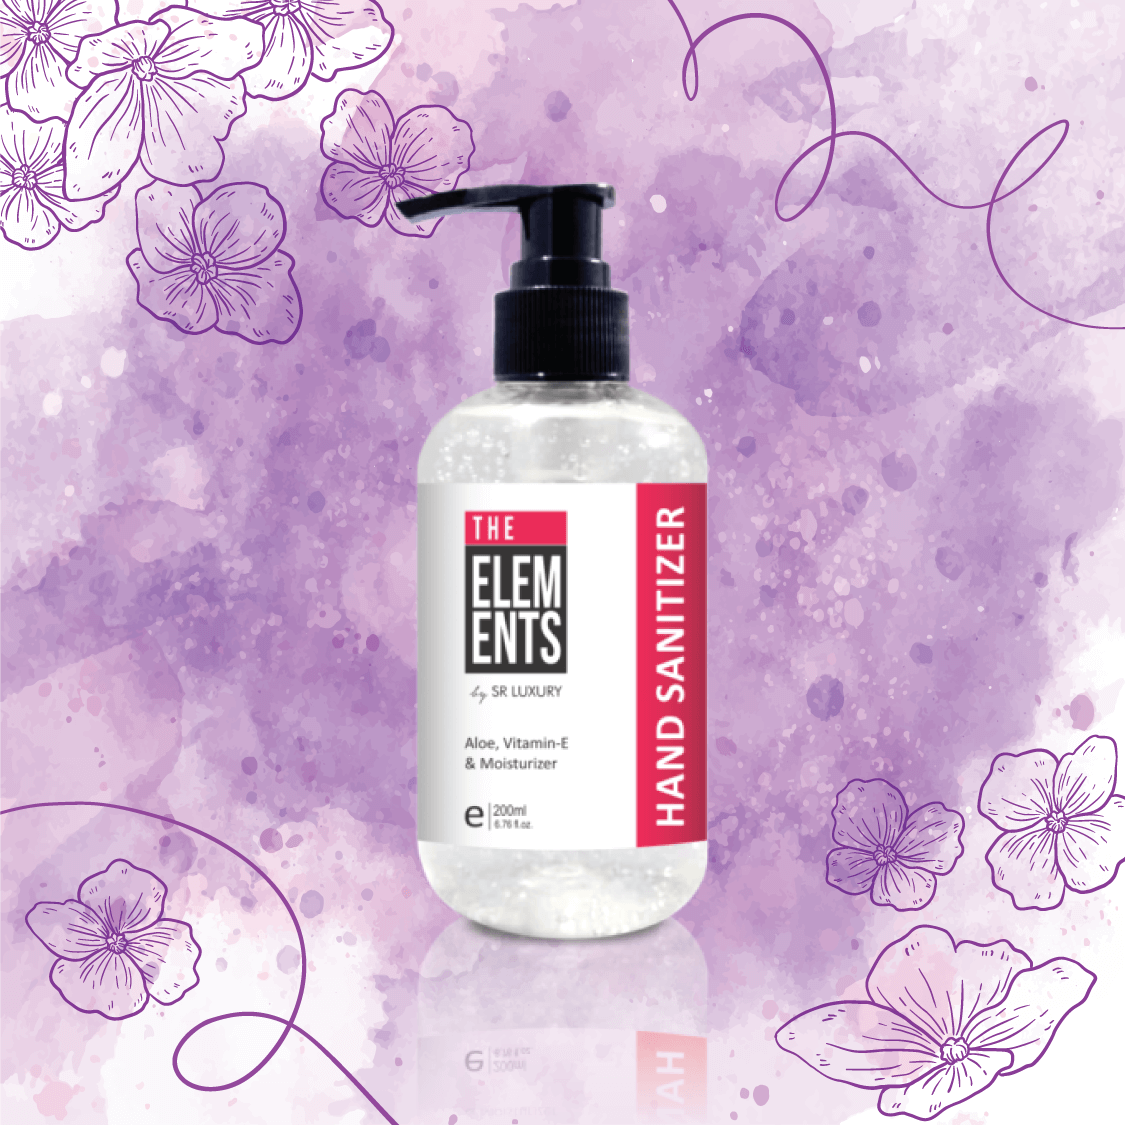 THE
ELEM
ENTS
by SR LUXURY
Aloe, Vitamin-E
& Moisturizer
e 200ml
6.76 fl.oz.
HAND SANITIZER